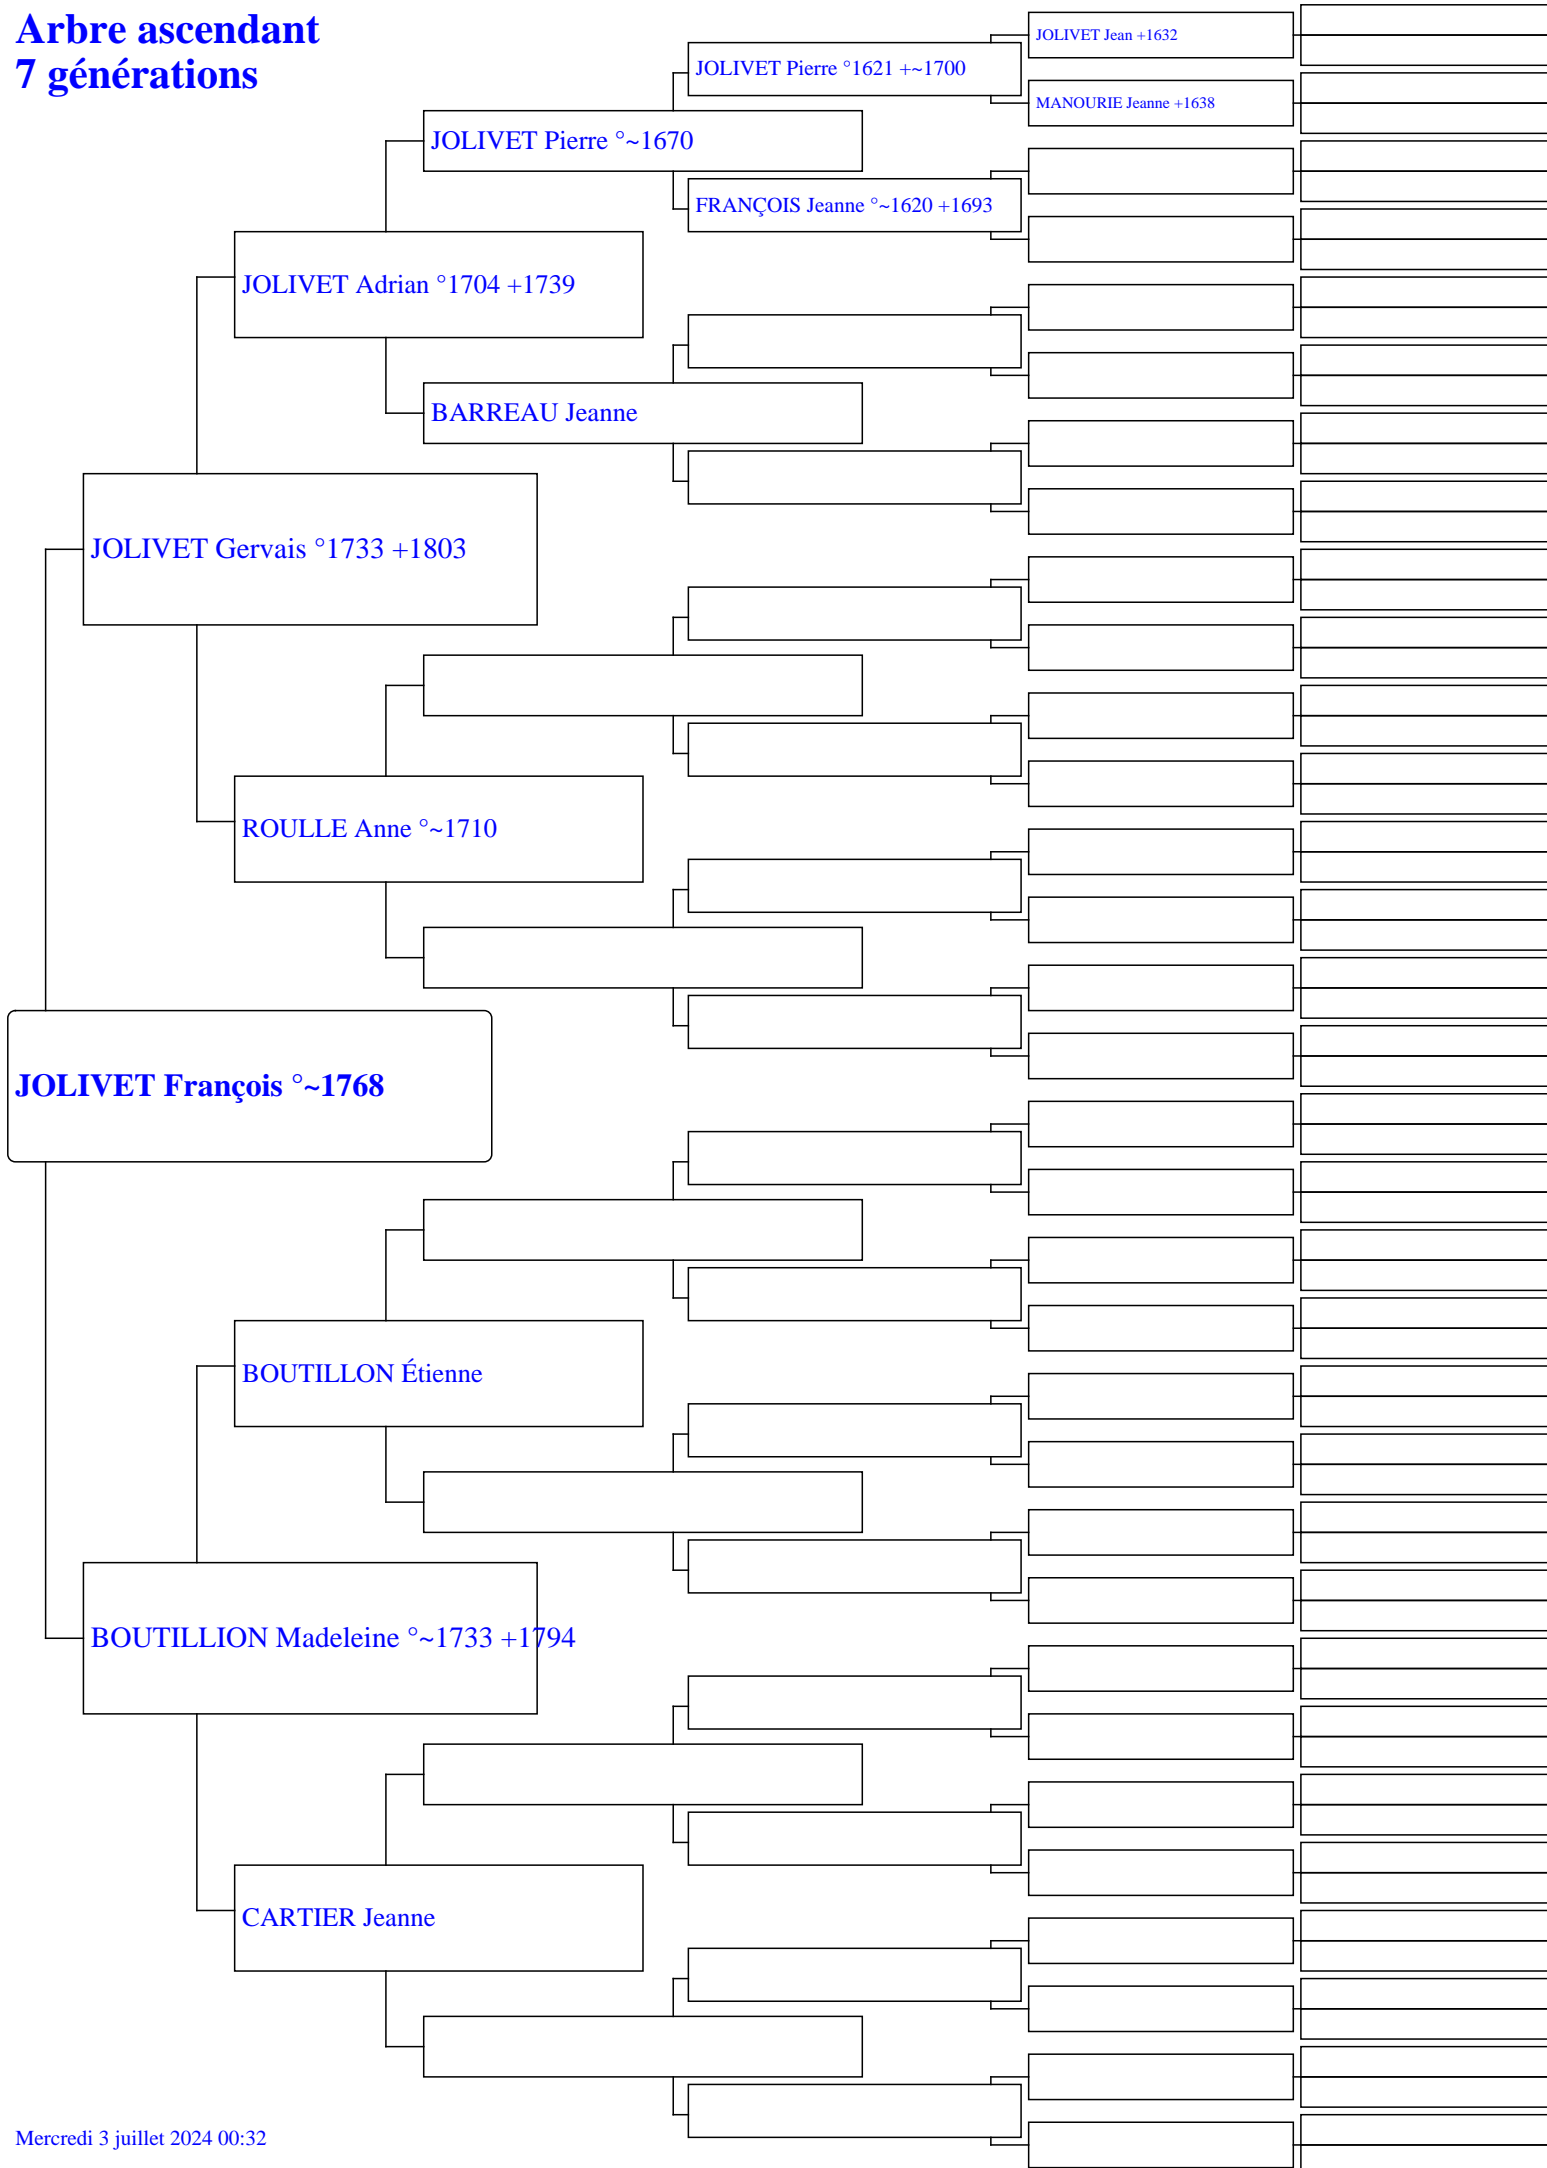 Arbre ascendant
7 générations
JOLIVET Jean +1632
JOLIVET Pierre °1621 +~1700
MANOURIE Jeanne +1638
JOLIVET Pierre °~1670
FRANÇOIS Jeanne °~1620 +1693
JOLIVET Adrian °1704 +1739
BARREAU Jeanne
JOLIVET Gervais °1733 +1803
ROULLE Anne °~1710
JOLIVET François °~1768
BOUTILLON Étienne
BOUTILLION Madeleine °~1733 +1794
CARTIER Jeanne
Mercredi 3 juillet 2024 00:32